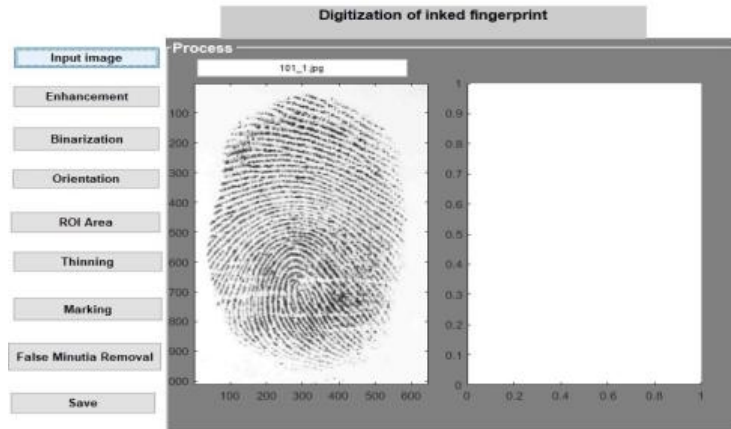 Digitization of inked fingerprint
Input image
Enhancement
Binarization
Orientation
ROI Area
Thinning
Marking
False Minutia Removal
Save
Process
101_1.jpg
100
200
300
400
500
600
700
800
900
000
100 200 300 400 500 600
1
0.9
0.8
0.7
0.6
0.5
0.4
0.3
0.2
0.1
0
0 0.2 0.4 0.6 0.8 1